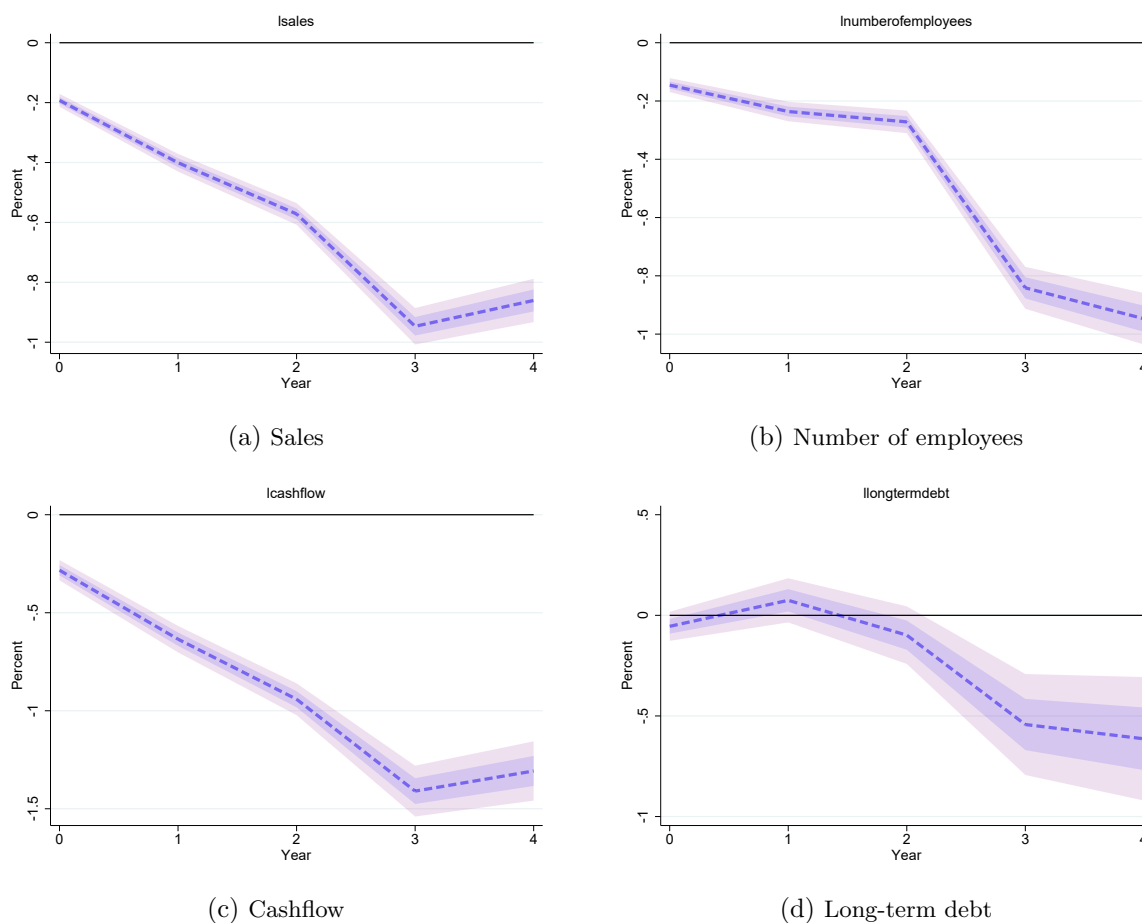 lsales
0
-.2
-.4
-.6
-.8
-1
Percent
0 1 2 3 4
Year
(a) Sales
lnumberofemployees
0
-.2
-.4
-.6
-.8
-1
Percent
0 1 2 3 4
Year
(b) Number of employees
lcashflow
0
-.5
-1
-1.5
Percent
0 1 2 3 4
Year
(c) Cashflow
llongtermdebt
.5
0
-.5
-1
Percent
0 1 2 3 4
Year
(d) Long-term debt